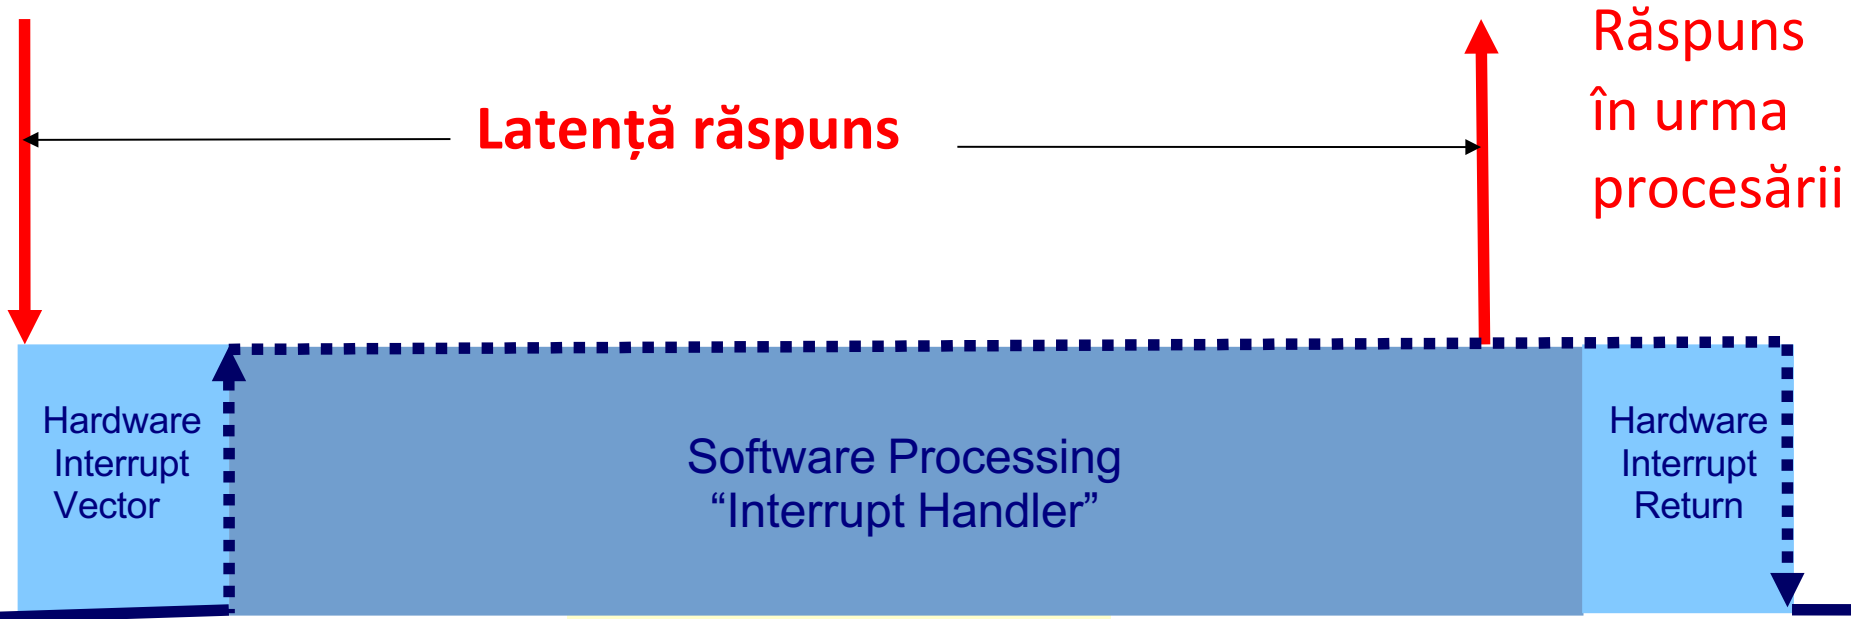 Răspuns
în urma
procesării
Latență răspuns
Hardware
Interrupt
Vector
Software Processing
“Interrupt Handler”
Hardware
Interrupt
Return